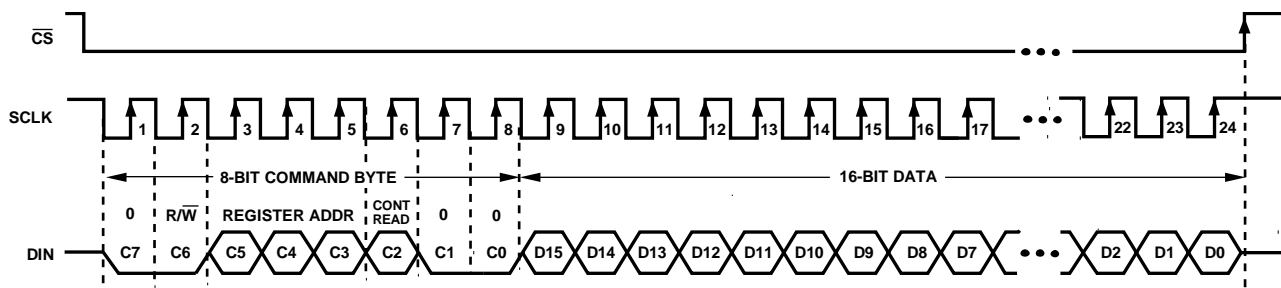 CS
SCLK
1 2 3 4 5 6 7 8 9 10 11 12 13 14 15 16 17 22 23 24
8-BIT COMMAND BYTE 16-BIT DATA
0 R/W REGISTER ADDR CONT READ 0 0
DIN C7 C6 C5 C4 C3 C2 C1 C0 D15 D14 D13 D12 D11 D10 D9 D8 D7 D2 D1 D0